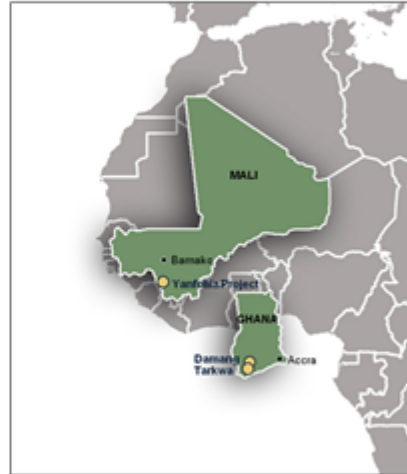 MALI
Bamako
Yanfolila Project
GHANA
Damang
Accra
Tarkwa